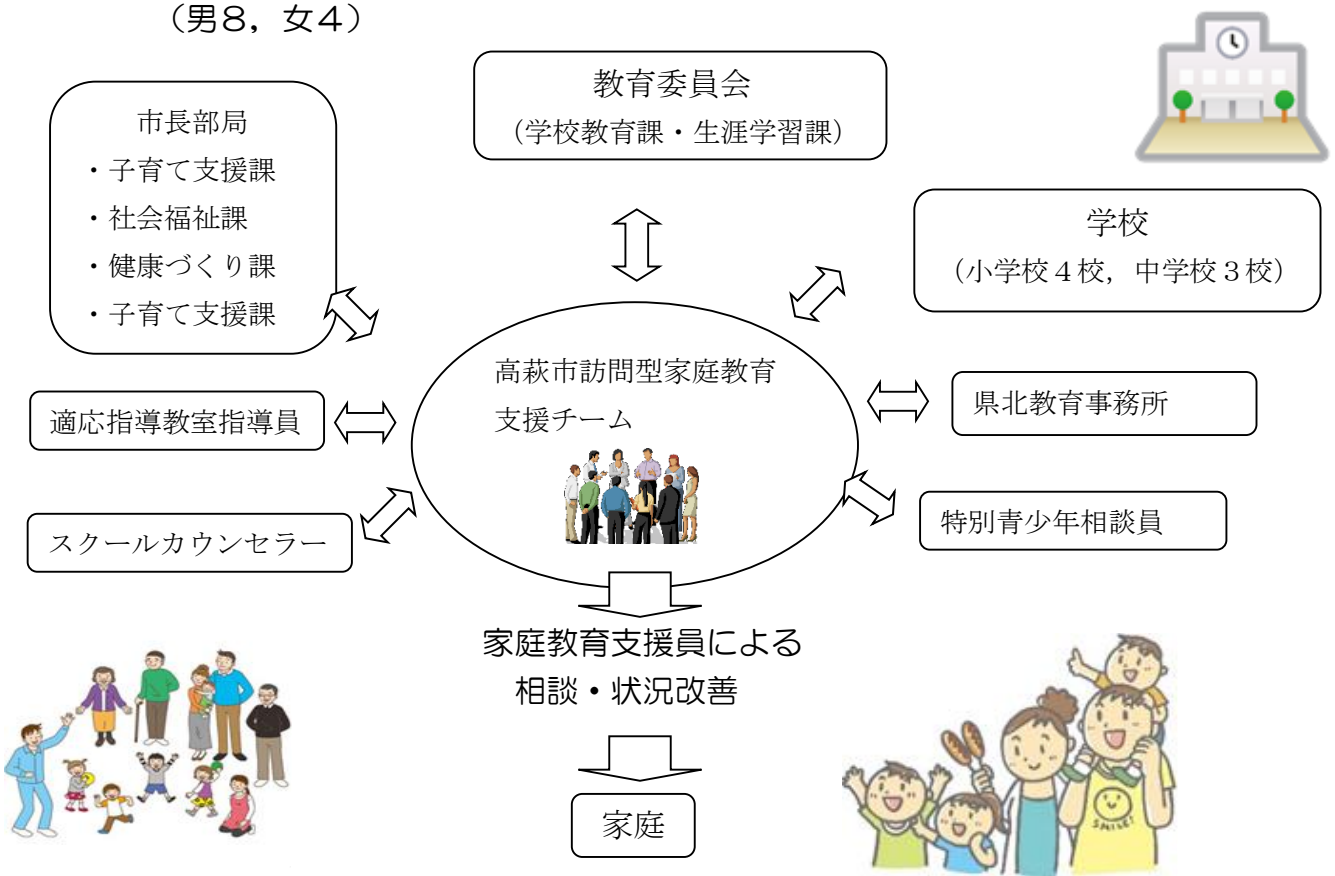 （男８，女４）
教育委員会
（学校教育課・生涯学習課）
市長部局
・子育て支援課
・社会福祉課
・健康づくり課
・子育て支援課
学校
（小学校４校，中学校３校）
高萩市訪問型家庭教育
支援チーム
適応指導教室指導員
県北教育事務所
スクールカウンセラー
特別青少年相談員
家庭教育支援員による
相談・状況改善
家庭
SMILE!